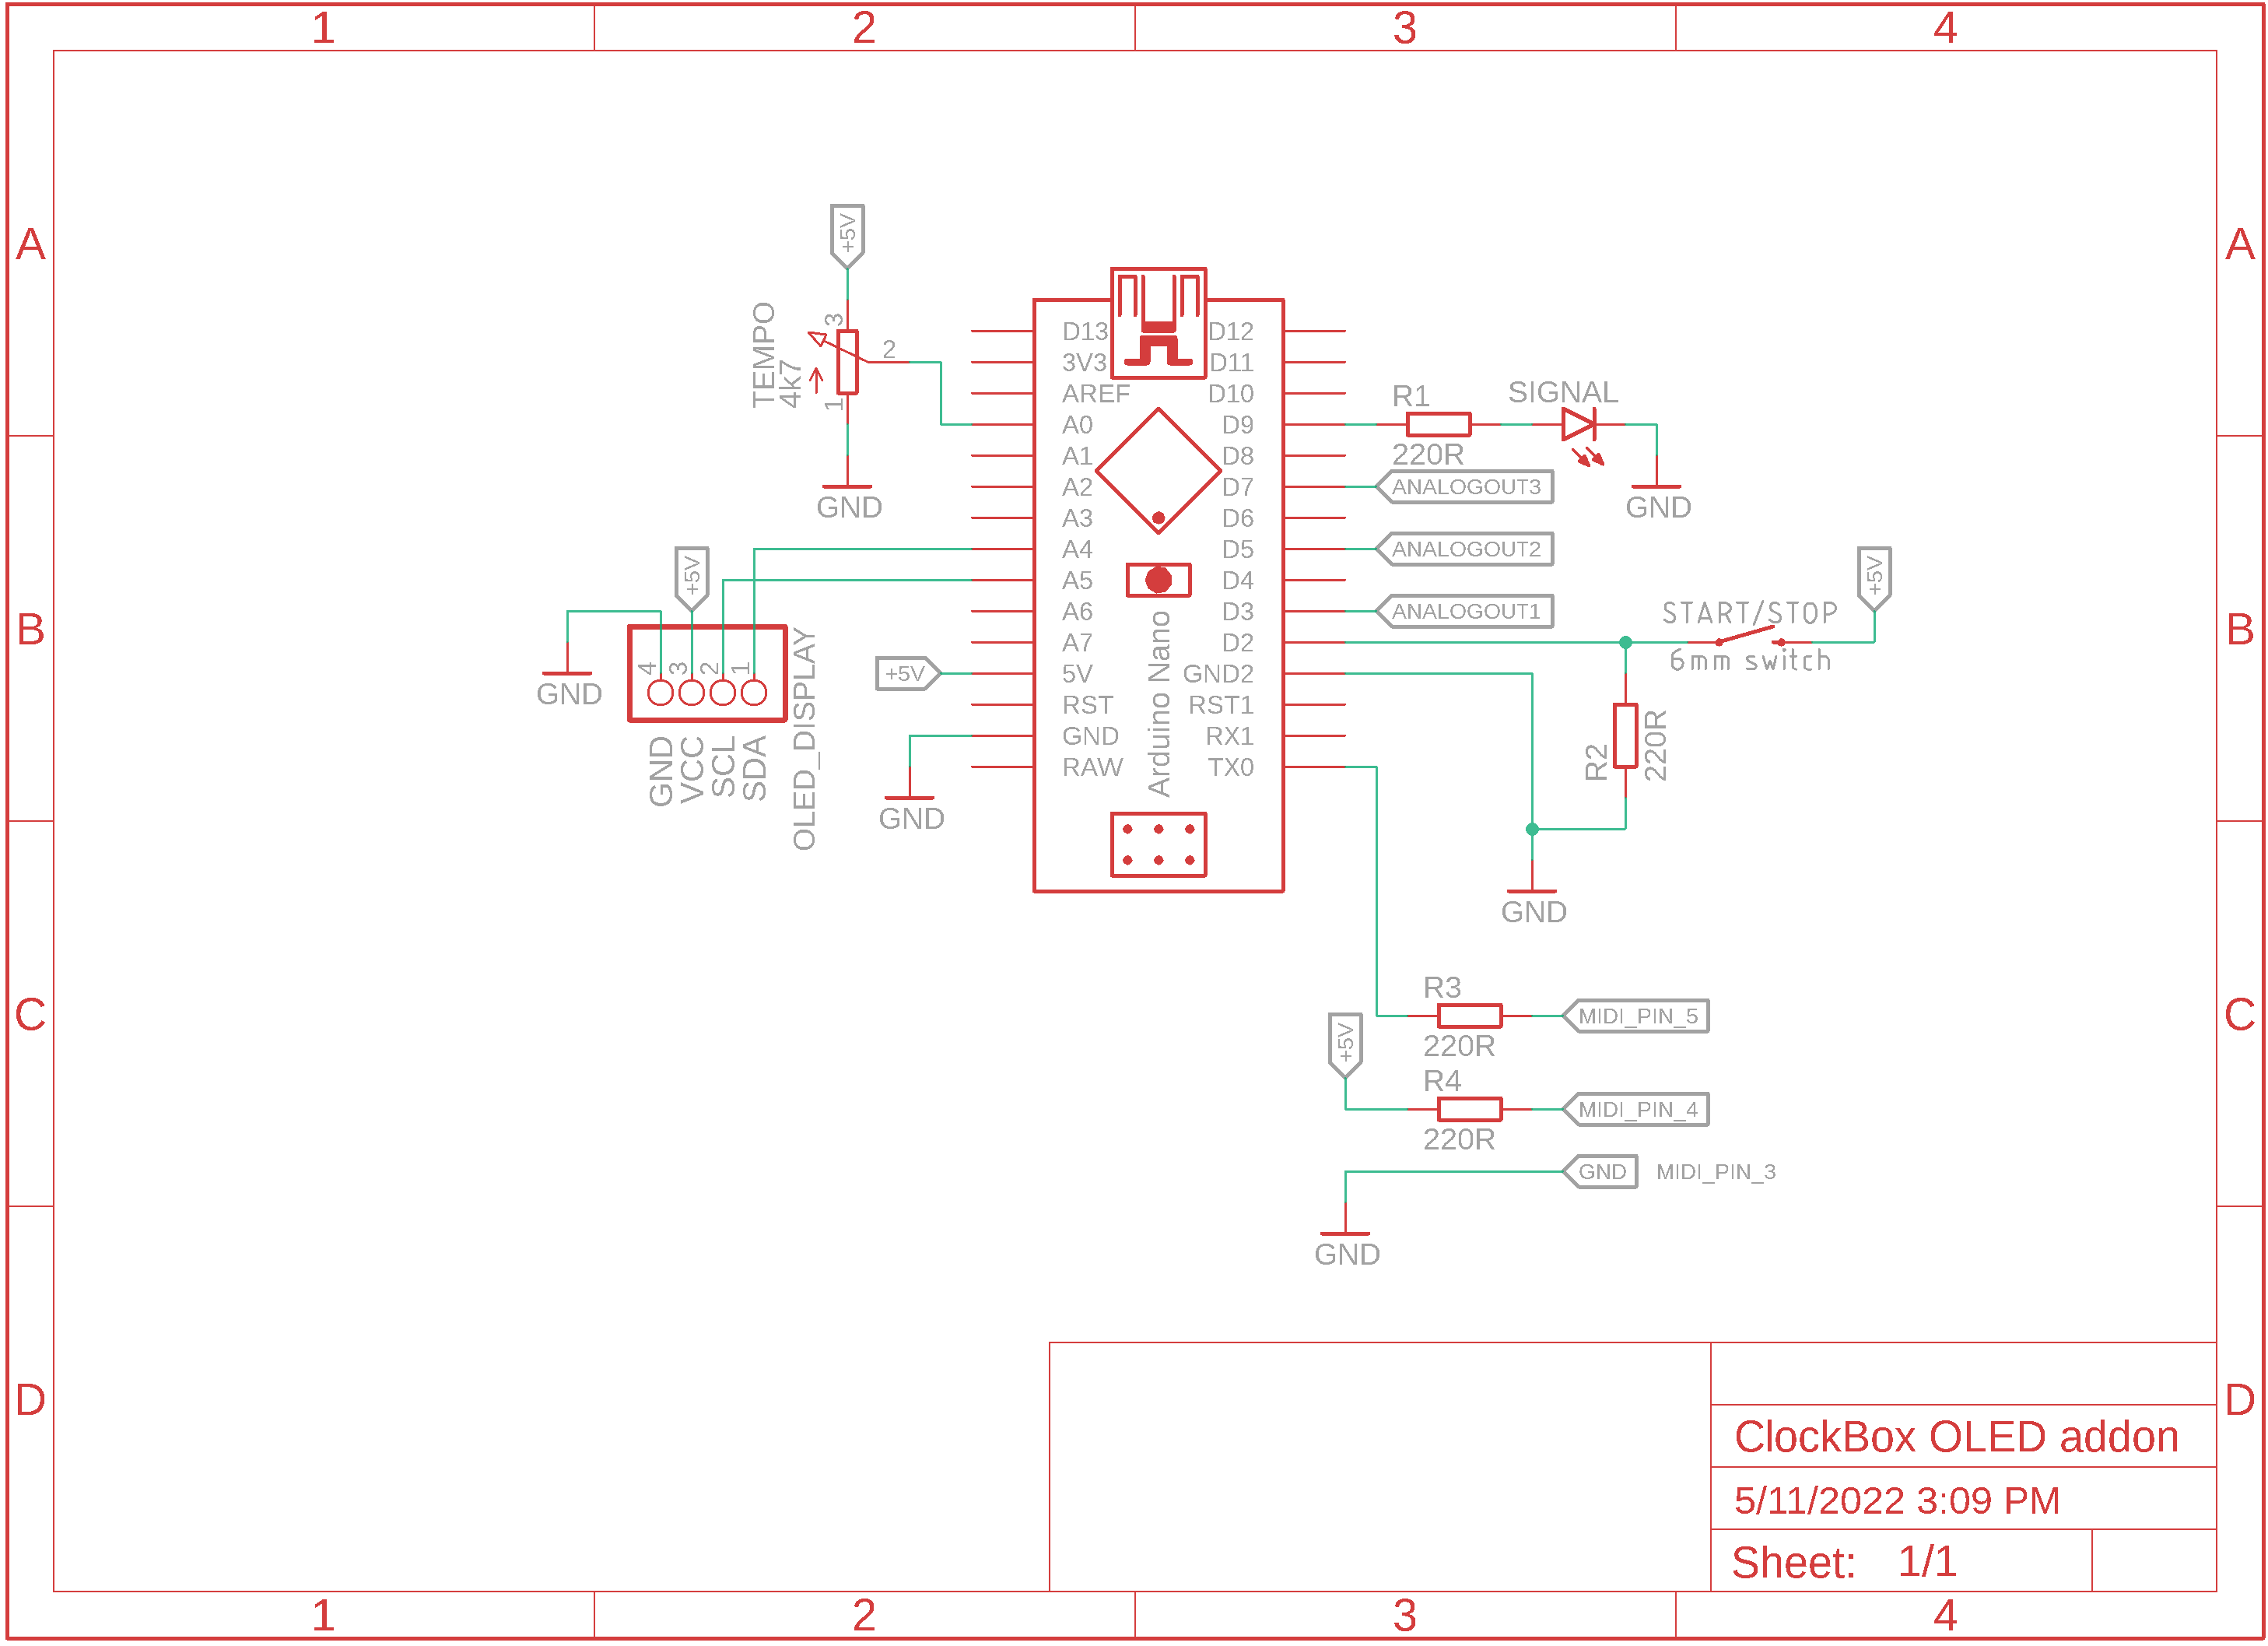 1 2 3 4
A A
B B
C C
D D
+5V
TEMPO
4k7
3
2
1
GND
D13 D12
3V3 D11
AREF D10
A0 D9
A1 D8
A2 D7
A3 D6
A4 D5
A5 D4
A6 D3
A7 D2
5V GND2
RST RST1
GND RX1
RAW TX0
Arduino Nano
R1
220R
SIGNAL
GND
ANALOGOUT3
ANALOGOUT2
ANALOGOUT1
+5V
START/STOP
6mm switch
R2
220R
GND
+5V
GND
4 3 2 1
GND
VCC
SCL
SDA
OLED_DISPLAY
+5V
GND
R3
220R
MIDI_PIN_5
+5V
R4
220R
MIDI_PIN_4
GND MIDI_PIN_3
GND
ClockBox OLED addon
5/11/2022 3:09 PM
Sheet: 1/1
1 2 3 4